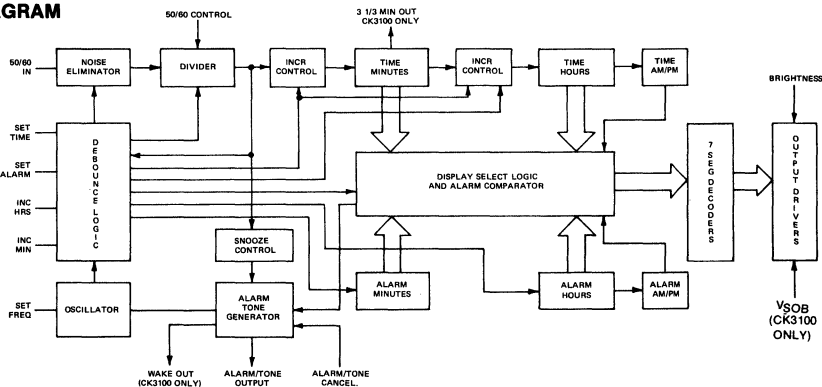 AGRAM
50/60 CONTROL
3 1/3 MIN OUT
CK3100 ONLY
50/60
IN
NOISE
ELIMINATOR
DIVIDER
INCR
CONTROL
TIME
MINUTES
INCR
CONTROL
TIME
HOURS
TIME
AM/PM
BRIGHTNESS
SET
TIME
SET
ALARM
INC
HRS
INC
MIN
DEBOUNCE LOGIC
DISPLAY SELECT LOGIC
AND ALARM COMPARATOR
7 SEG DECODERS
OUTPUT DRIVERS
SNOOZE
CONTROL
SET
FREQ
OSCILLATOR
ALARM
TONE
GENERATOR
ALARM
MINUTES
ALARM
HOURS
ALARM
AM/PM
VSOB
(CK3100
ONLY)
WAKE OUT
(CK3100 ONLY)
ALARM/TONE
OUTPUT
ALARM/TONE
CANCEL.